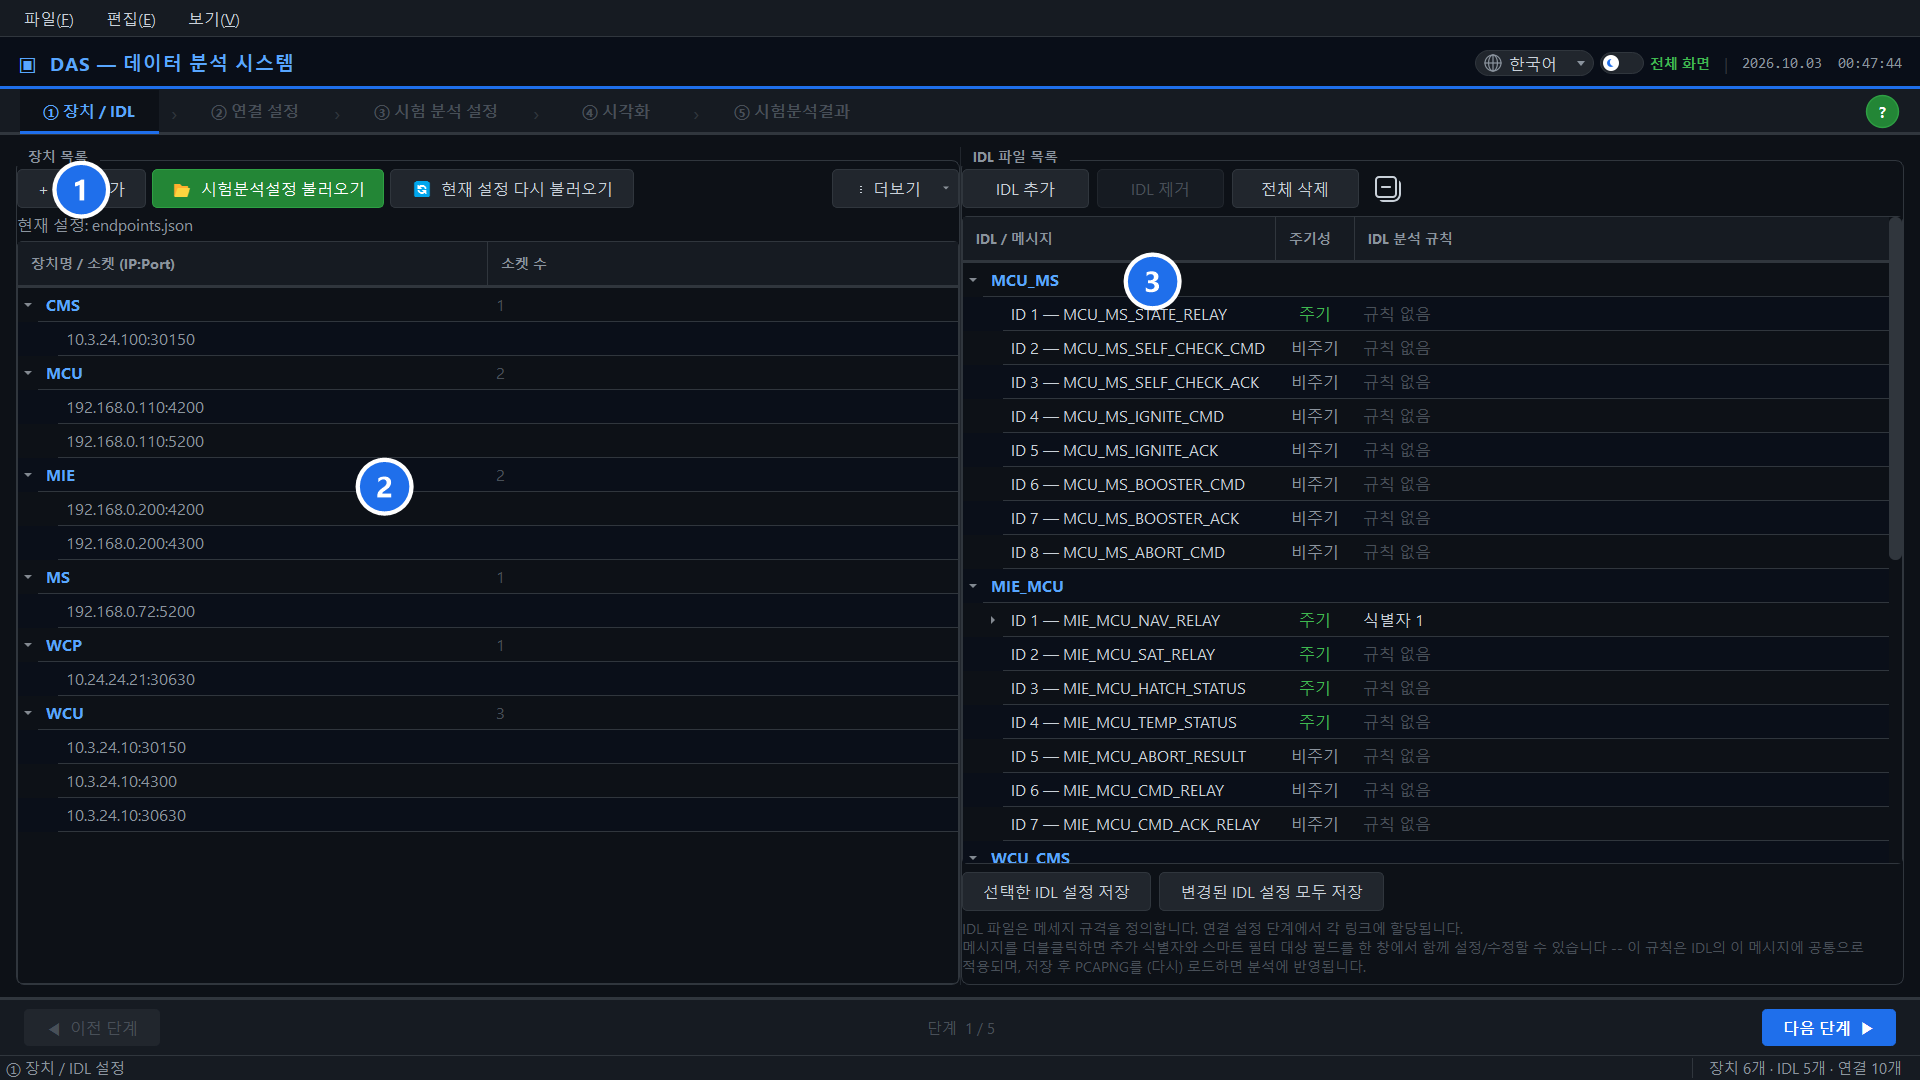 파일(F) 편집(E) 보기(V)
DAS — 데이터 분석 시스템
한국어 전체 화면 | 2026.10.03 00:47:44
① 장치 / IDL › ② 연결 설정 › ③ 시험 분석 설정 › ④ 시각화 › ⑤ 시험분석결과 ?
장치 목록
+ 1 가 시험분석설정 불러오기 현재 설정 다시 불러오기 ⋮ 더보기
현재 설정: endpoints.json
장치명 / 소켓 (IP:Port) 소켓 수
CMS 1
10.3.24.100:30150
MCU 2
192.168.0.110:4200
192.168.0.110:5200
MIE 2
2
192.168.0.200:4200
192.168.0.200:4300
MS 1
192.168.0.72:5200
WCP 1
10.24.24.21:30630
WCU 3
10.3.24.10:30150
10.3.24.10:4300
10.3.24.10:30630
IDL 파일 목록
IDL 추가 IDL 제거 전체 삭제
IDL / 메시지 주기성 IDL 분석 규칙
MCU_MS 3
ID 1 — MCU_MS_STATE_RELAY 주기 규칙 없음
ID 2 — MCU_MS_SELF_CHECK_CMD 비주기 규칙 없음
ID 3 — MCU_MS_SELF_CHECK_ACK 비주기 규칙 없음
ID 4 — MCU_MS_IGNITE_CMD 비주기 규칙 없음
ID 5 — MCU_MS_IGNITE_ACK 비주기 규칙 없음
ID 6 — MCU_MS_BOOSTER_CMD 비주기 규칙 없음
ID 7 — MCU_MS_BOOSTER_ACK 비주기 규칙 없음
ID 8 — MCU_MS_ABORT_CMD 비주기 규칙 없음
MIE_MCU
ID 1 — MIE_MCU_NAV_RELAY 주기 식별자 1
ID 2 — MIE_MCU_SAT_RELAY 주기 규칙 없음
ID 3 — MIE_MCU_HATCH_STATUS 주기 규칙 없음
ID 4 — MIE_MCU_TEMP_STATUS 주기 규칙 없음
ID 5 — MIE_MCU_ABORT_RESULT 비주기 규칙 없음
ID 6 — MIE_MCU_CMD_RELAY 비주기 규칙 없음
ID 7 — MIE_MCU_CMD_ACK_RELAY 비주기 규칙 없음
WCU_CMS
선택한 IDL 설정 저장 변경된 IDL 설정 모두 저장
IDL 파일은 메세지 규격을 정의합니다. 연결 설정 단계에서 각 링크에 할당됩니다.
메시지를 더블클릭하면 추가 식별자와 스마트 필터 대상 필드를 한 창에서 함께 설정/수정할 수 있습니다 -- 이 규칙은 IDL의 이 메시지에 공통으로
적용되며, 저장 후 PCAPNG를 (다시) 로드하면 분석에 반영됩니다.
◀ 이전 단계 단계 1 / 5 다음 단계 ▶
① 장치 / IDL 설정 장치 6개 · IDL 5개 · 연결 10개